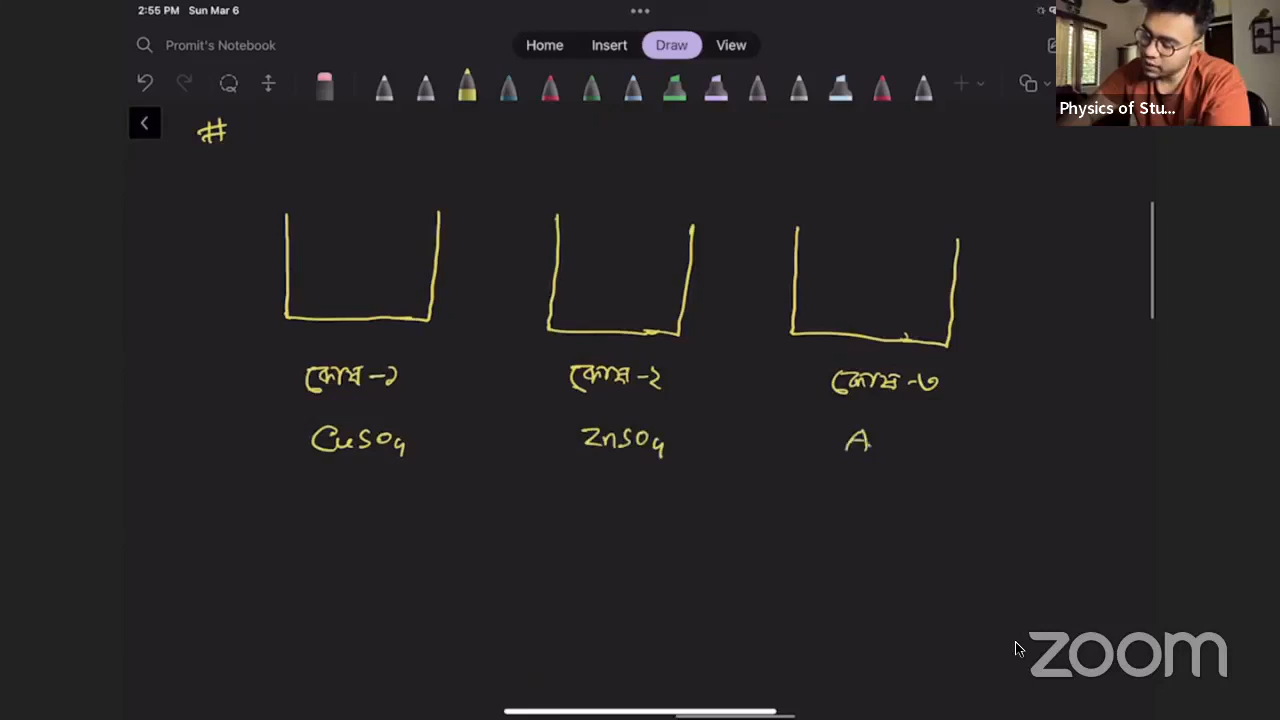 2:55 PM Sun Mar 6
Promit's Notebook
Home Insert Draw View
Physics of Stu...
#
কোষ -১ কোষ -২ কোষ -৩
CuSO4 ZnSO4 A
zoom